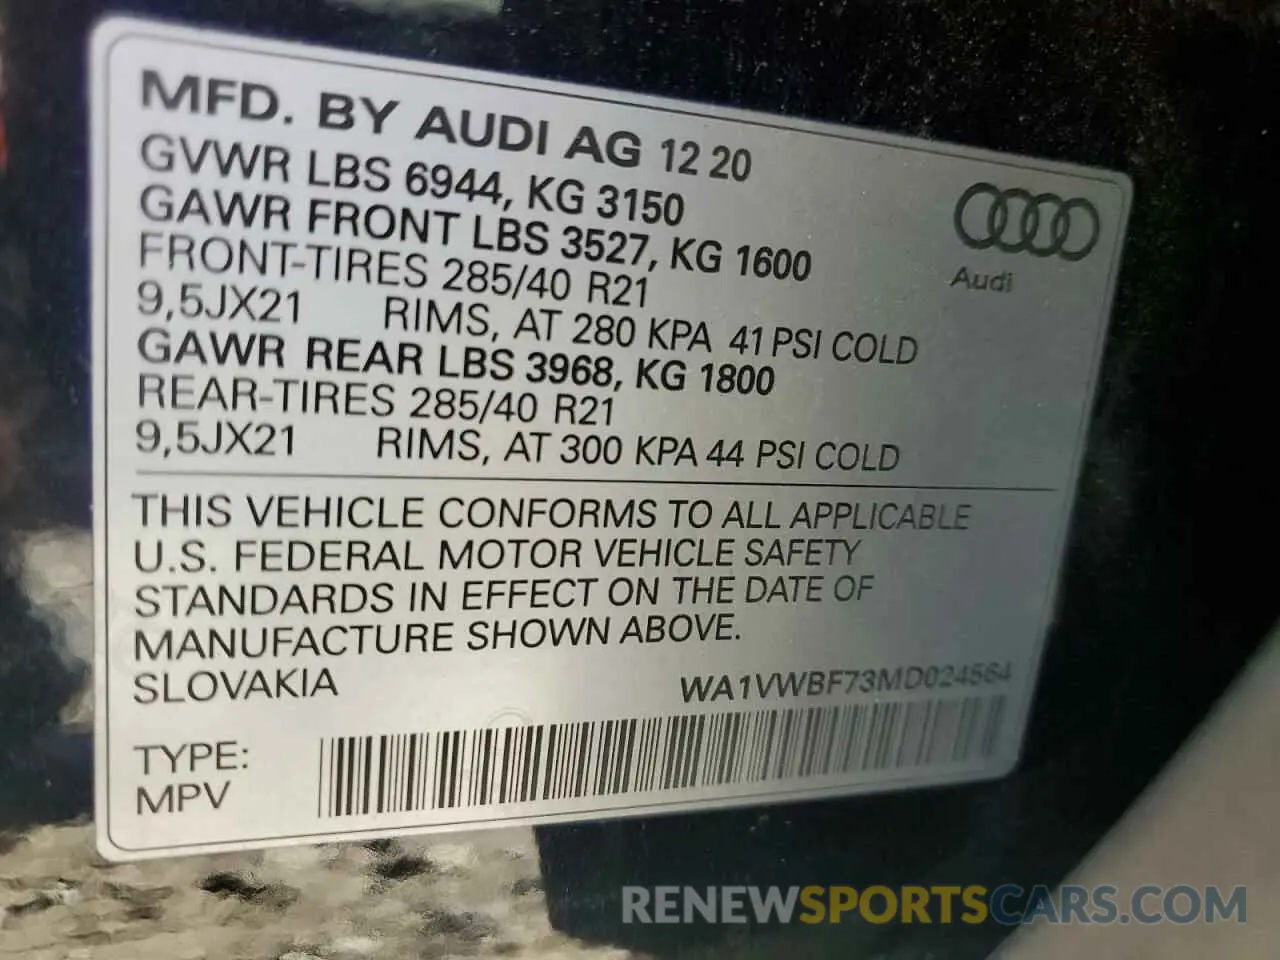 MFD. BY AUDI AG 12 20
GVWR LBS 6944, KG 3150
GAWR FRONT LBS 3527, KG 1600
FRONT-TIRES 285/40 R21
9,5JX21 RIMS, AT 280 KPA 41 PSI COLD
GAWR REAR LBS 3968, KG 1800
REAR-TIRES 285/40 R21
9,5JX21 RIMS, AT 300 KPA 44 PSI COLD
Audi
THIS VEHICLE CONFORMS TO ALL APPLICABLE
U.S. FEDERAL MOTOR VEHICLE SAFETY
STANDARDS IN EFFECT ON THE DATE OF
MANUFACTURE SHOWN ABOVE.
SLOVAKIA WA1VWBF73MD024564
TYPE:
MPV
RENEWSPORTSCARS.COM